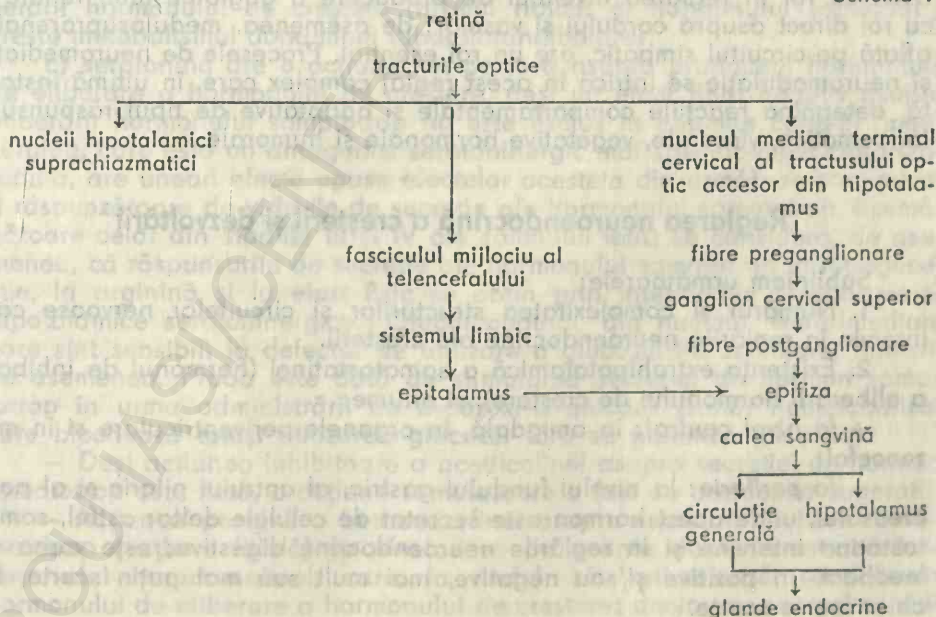 retină
tracturile optice
nucleii hipotalamici
suprachiazmatici
fasciculul mijlociu al
telencefalului
sistemul limbic
epitalamus
nucleul median terminal
cervical al tractusului op-
tic accesor din hipotala-
mus
fibre preganglionare
ganglion cervical superior
fibre postganglionare
epifiza
calea sangvină
circulație
generală
hipotalamus
glande endocrine